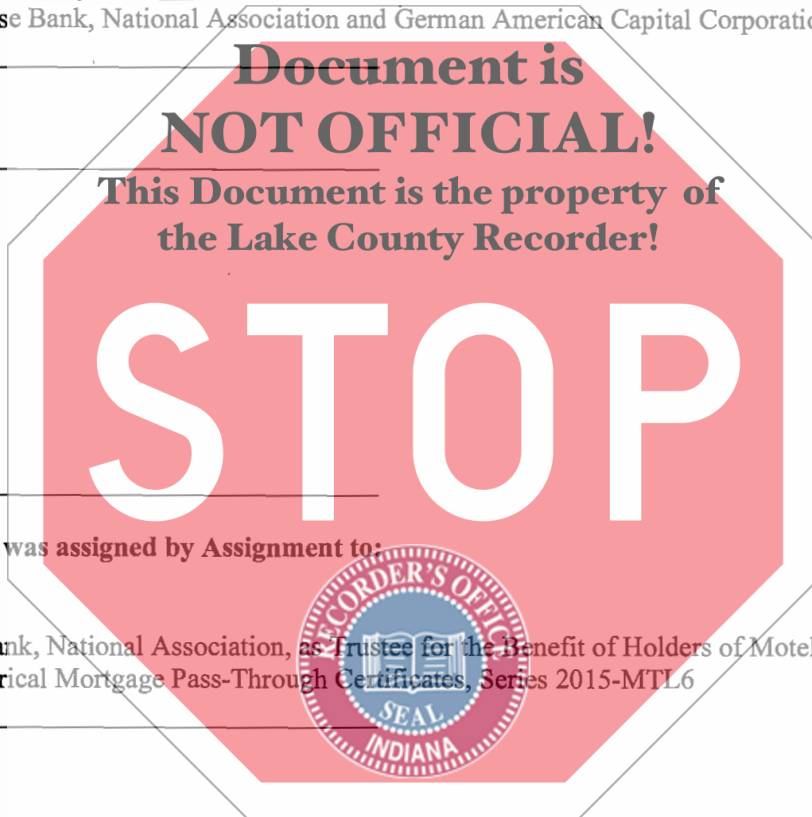 se Bank, National Association and German American Capital Corporatio
Document is
NOT OFFICIAL!
This Document is the property of
the Lake County Recorder!
STOP
was assigned by Assignment to:
RECORDER'S OFFICE
ank, National Association, as Trustee for the Benefit of Holders of Motel
rical Mortgage Pass-Through Certificates, Series 2015-MTL6
SEAL
INDIANA